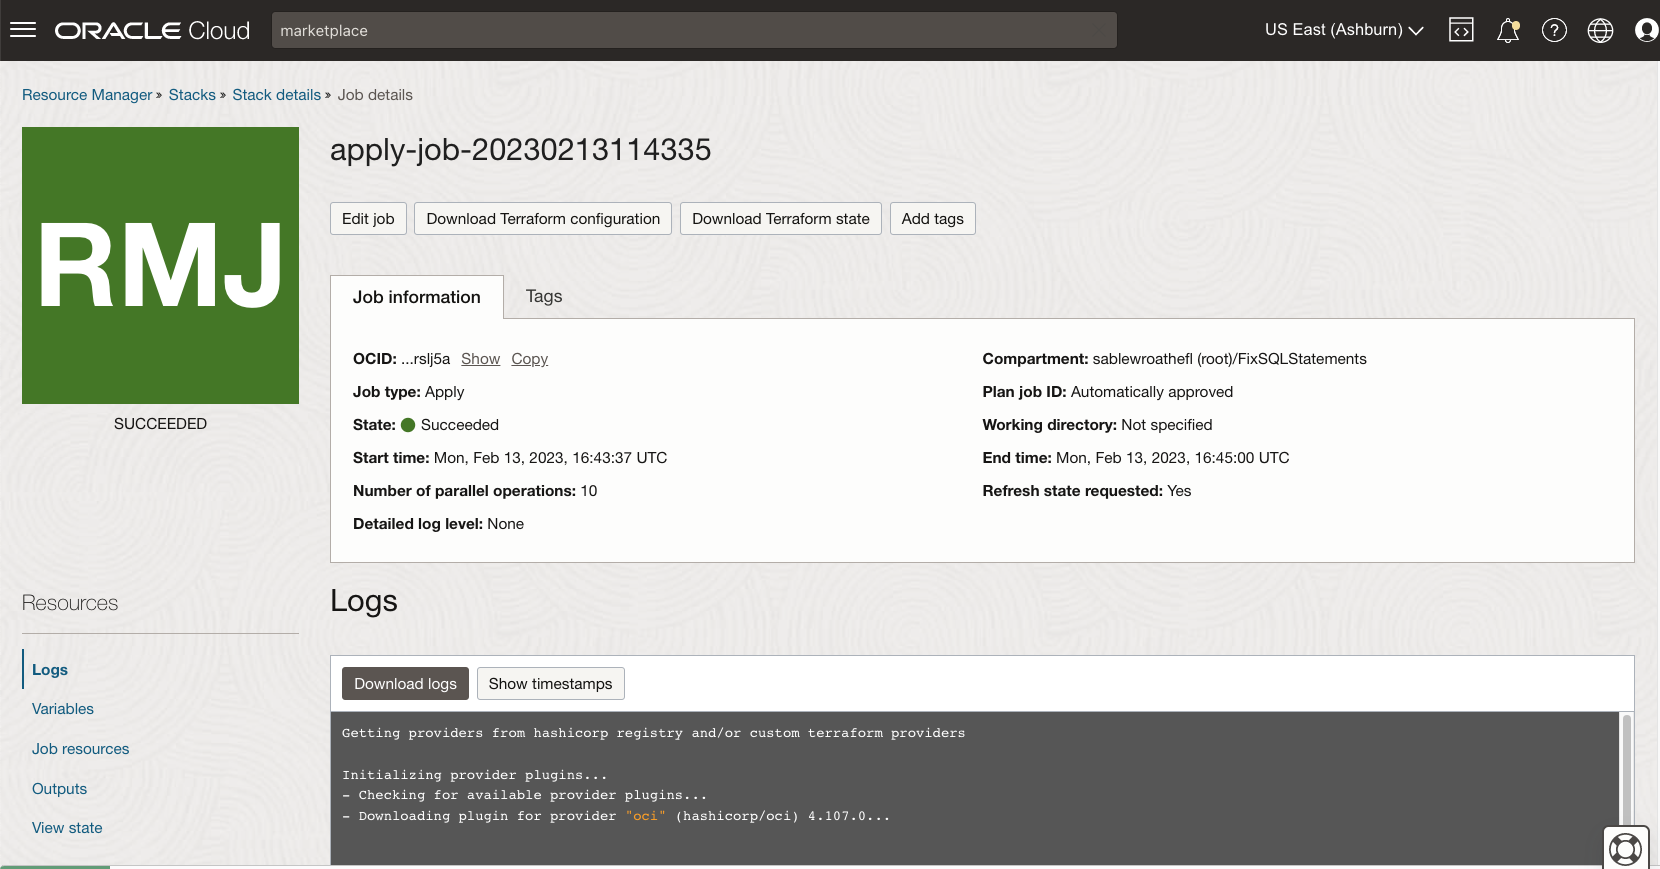 ORACLE Cloud
marketplace
US East (Ashburn)
Resource Manager » Stacks » Stack details » Job details
RMJ
SUCCEEDED
apply-job-20230213114335
Edit job
Download Terraform configuration
Download Terraform state
Add tags
Job information
Tags
OCID: ...rslj5a Show Copy
Job type: Apply
State: Succeeded
Start time: Mon, Feb 13, 2023, 16:43:37 UTC
Number of parallel operations: 10
Detailed log level: None
Compartment: sablewroathefl (root)/FixSQLStatements
Plan job ID: Automatically approved
Working directory: Not specified
End time: Mon, Feb 13, 2023, 16:45:00 UTC
Refresh state requested: Yes
Resources
Logs
Variables
Job resources
Outputs
View state
Logs
Download logs
Show timestamps
Getting providers from hashicorp registry and/or custom terraform providers
Initializing provider plugins...
- Checking for available provider plugins...
- Downloading plugin for provider "oci" (hashicorp/oci) 4.107.0...